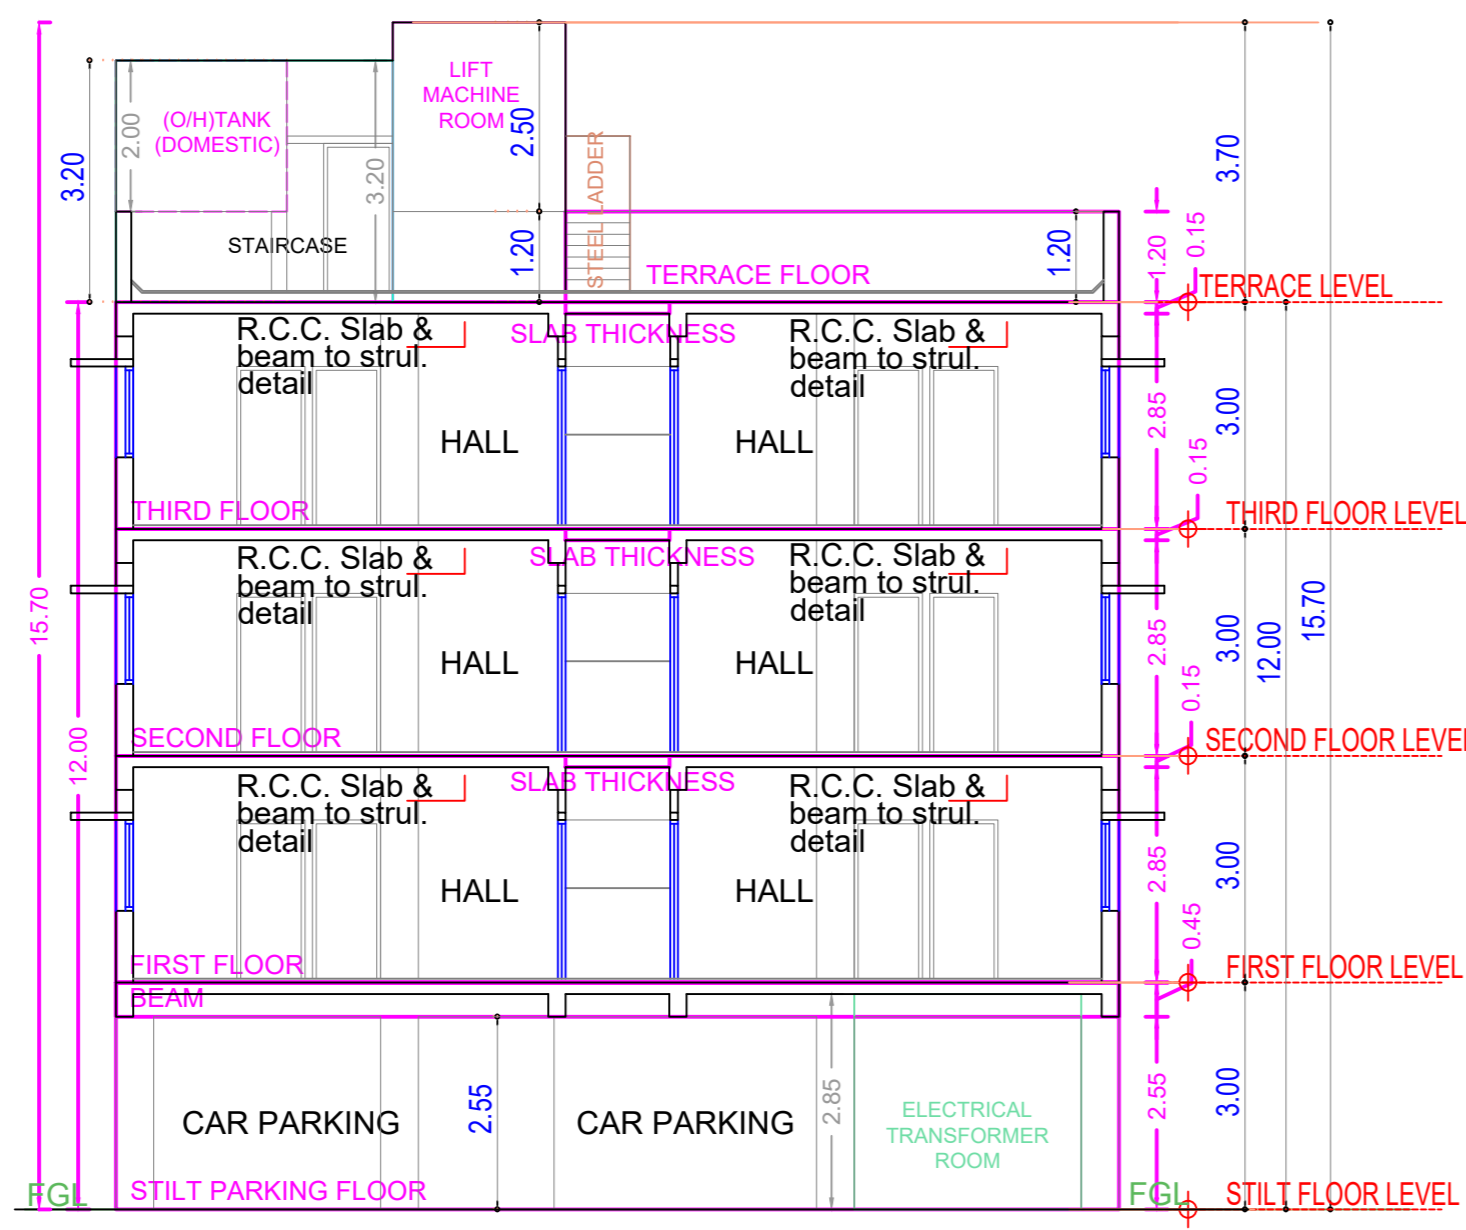 LIFT
MACHINE
ROOM
(O/H)TANK
(DOMESTIC)
2.00
3.20
3.20
2.50
STEEL LADDER
3.70
STAIRCASE
1.20
1.20
1.20
0.15
TERRACE FLOOR
TERRACE LEVEL
R.C.C. Slab &
beam to strul.
detail
SLAB THICKNESS
R.C.C. Slab &
beam to strul.
detail
HALL
HALL
2.85
3.00
0.15
THIRD FLOOR
THIRD FLOOR LEVEL
R.C.C. Slab &
beam to strul.
detail
SLAB THICKNESS
R.C.C. Slab &
beam to strul.
detail
15.70
HALL
HALL
2.85
3.00
12.00
15.70
0.15
SECOND FLOOR
SECOND FLOOR LEVEL
12.00
R.C.C. Slab &
beam to strul.
detail
SLAB THICKNESS
R.C.C. Slab &
beam to strul.
detail
HALL
HALL
2.85
3.00
0.45
FIRST FLOOR
FIRST FLOOR LEVEL
BEAM
CAR PARKING
2.55
CAR PARKING
2.85
ELECTRICAL
TRANSFORMER
ROOM
2.55
3.00
FGL
STILT PARKING FLOOR
FGL
STILT FLOOR LEVEL